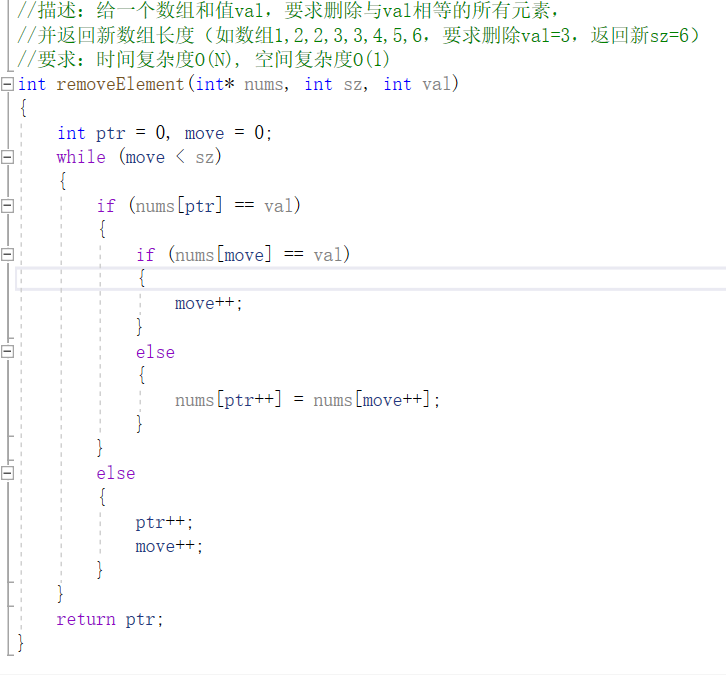 //描述：给一个数组和值val，要求删除与val相等的所有元素，
//并返回新数组长度（如数组1,2,2,3,3,4,5,6，要求删除val=3，返回新sz=6）
//要求：时间复杂度O(N), 空间复杂度O(1)
int removeElement(int* nums, int sz, int val)
{
    int ptr = 0, move = 0;
    while (move < sz)
    {
        if (nums[ptr] == val)
        {
            if (nums[move] == val)
            {
                move++;
            }
            else
            {
                nums[ptr++] = nums[move++];
            }
        }
        else
        {
            ptr++;
            move++;
        }
    }
    return ptr;
}